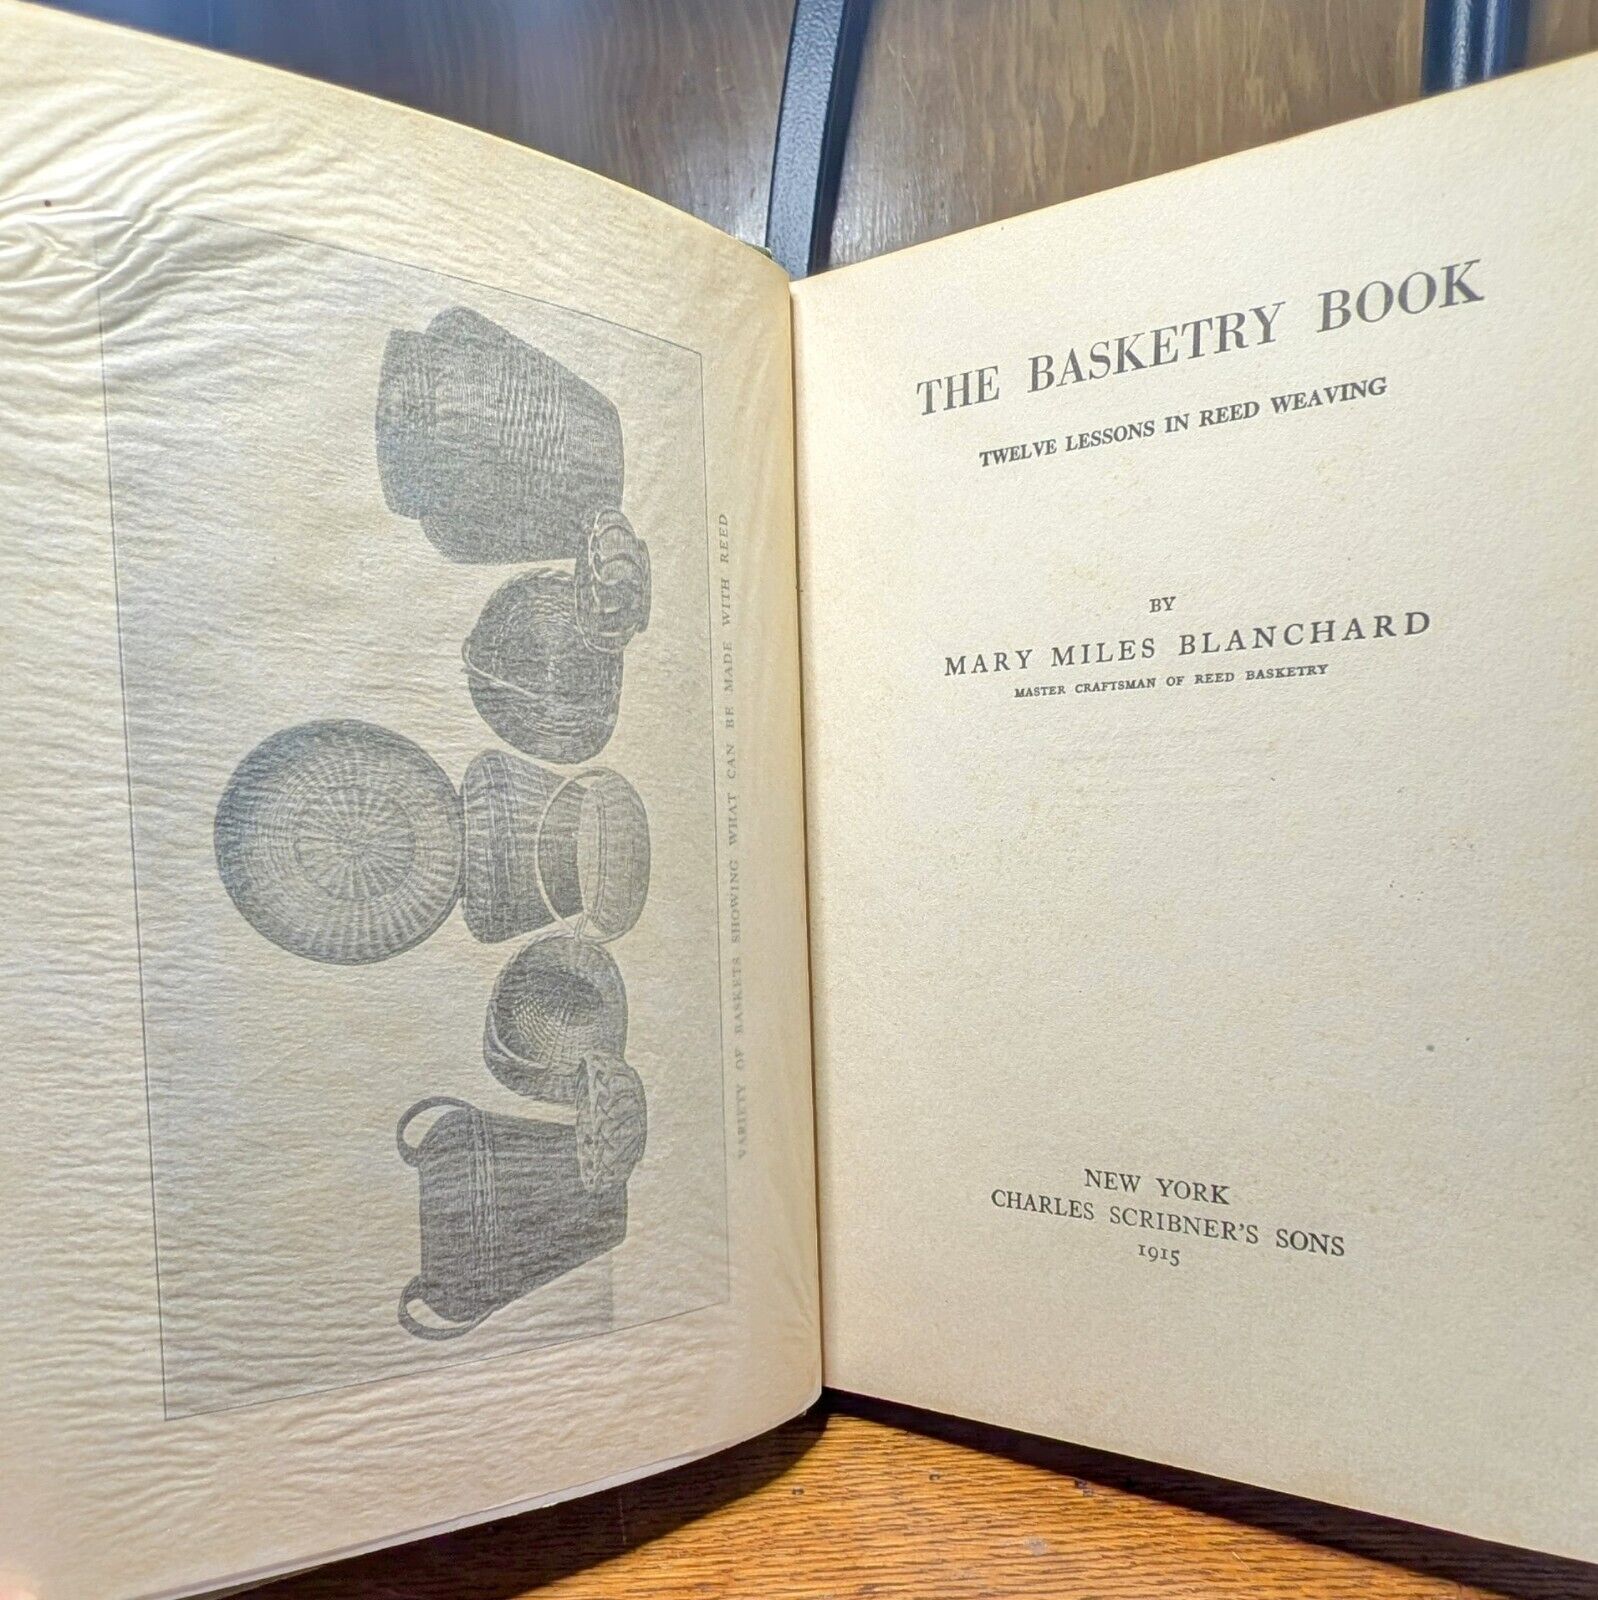 VARIETY OF BASKETS SHOWING WHAT CAN BE MADE WITH REED
THE BASKETRY BOOK
TWELVE LESSONS IN REED WEAVING
BY
MARY MILES BLANCHARD
MASTER CRAFTSMAN OF REED BASKETRY
NEW YORK
CHARLES SCRIBNER'S SONS
1915